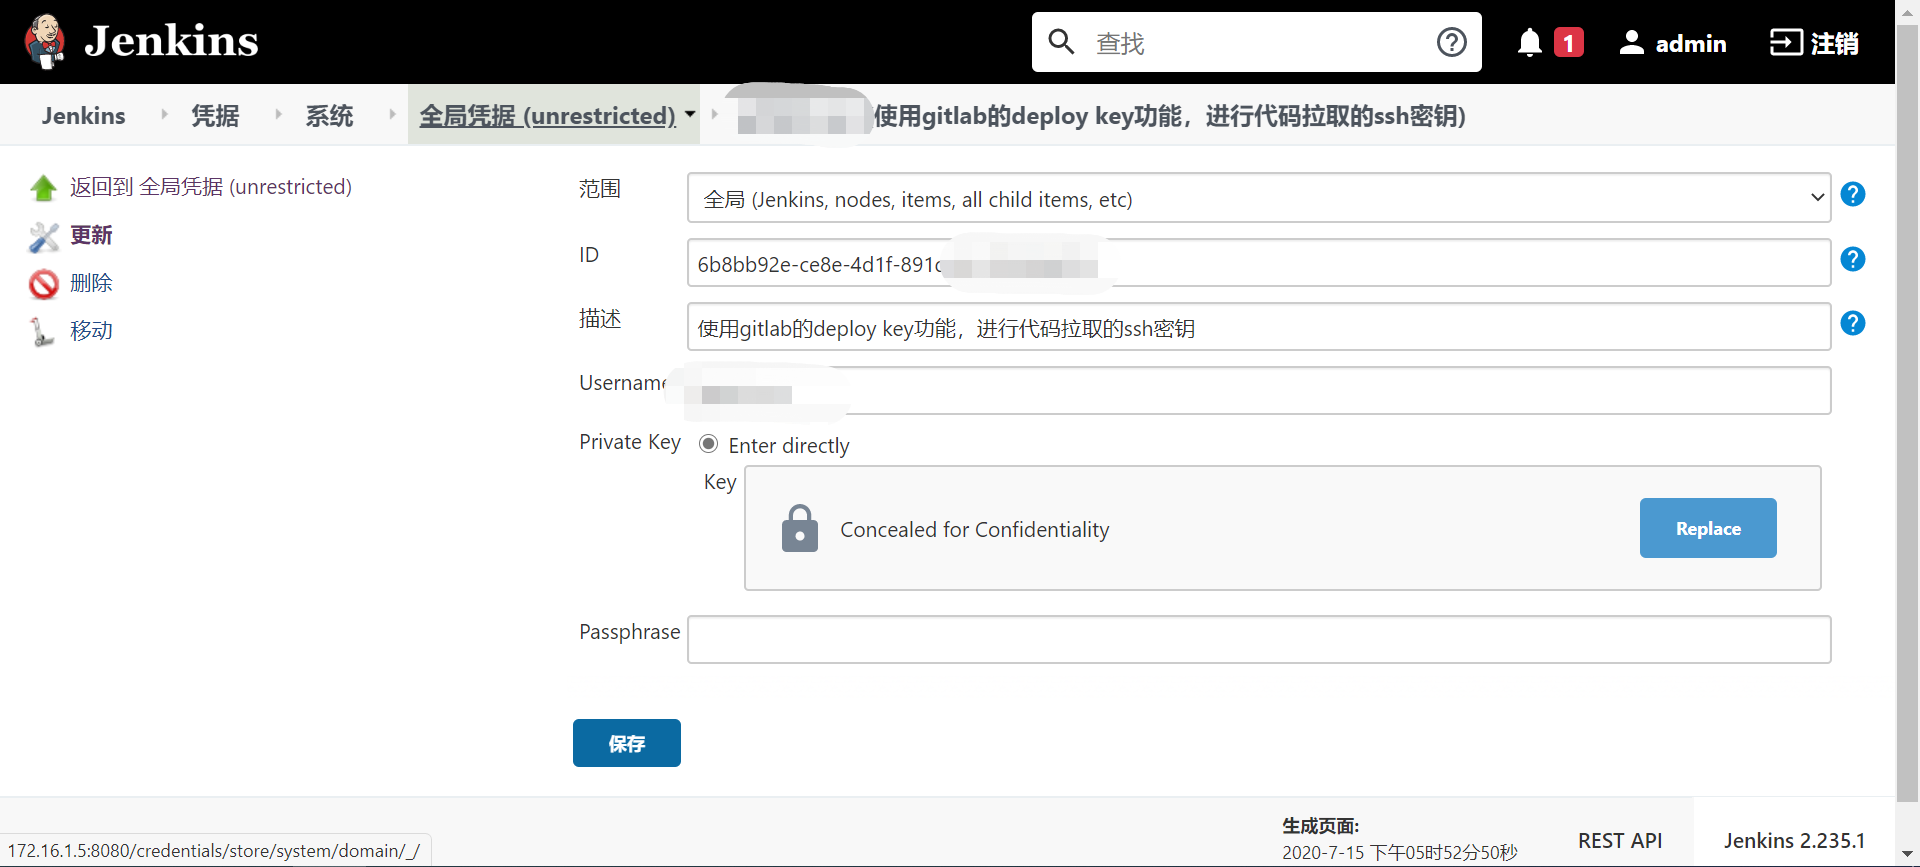 Jenkins
查找
1
admin
注销
Jenkins
凭据
系统
全局凭据 (unrestricted)
使用gitlab的deploy key功能，进行代码拉取的ssh密钥)
返回到 全局凭据 (unrestricted)
更新
删除
移动
范围
全局 (Jenkins, nodes, items, all child items, etc)
ID
6b8bb92e-ce8e-4d1f-891
描述
使用gitlab的deploy key功能，进行代码拉取的ssh密钥
Username
Private Key
Enter directly
Key
Concealed for Confidentiality
Replace
Passphrase
保存
生成页面:
2020-7-15 下午05时52分50秒
REST API
Jenkins 2.235.1
172.16.1.5:8080/credentials/store/system/domain/_/